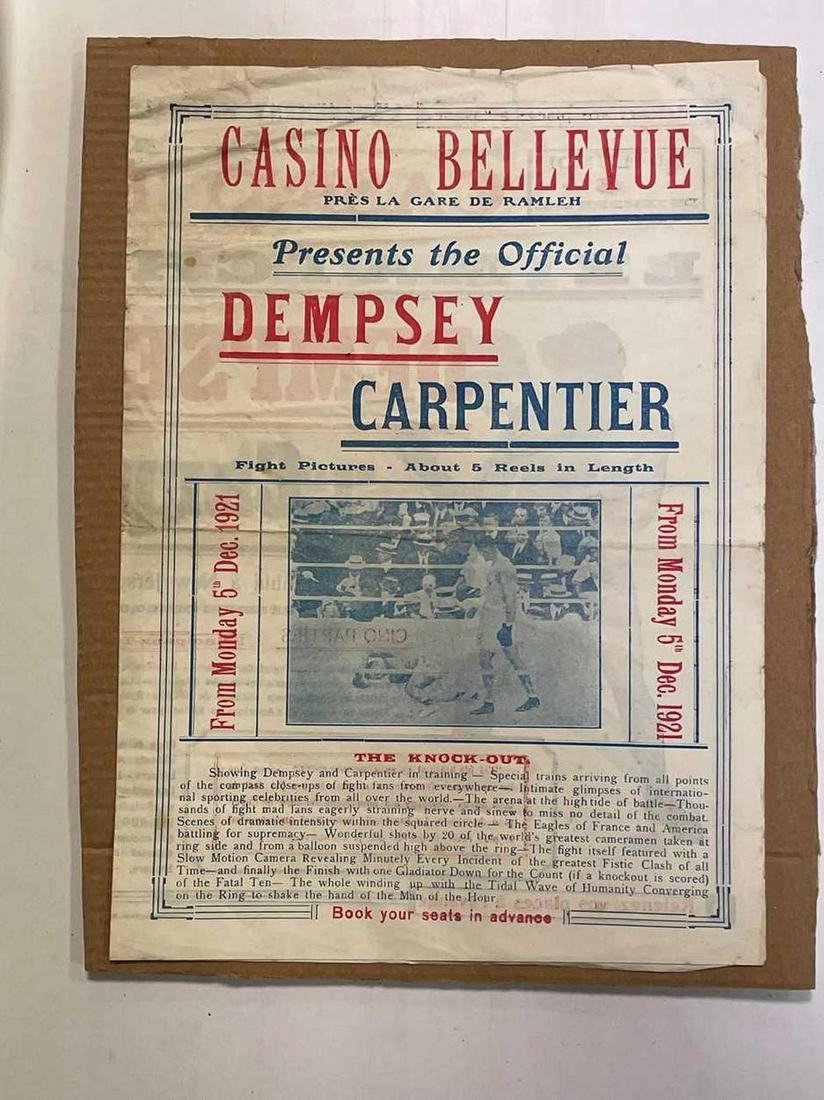 CASINO BELLEVUE
PRÈS LA GARE DE RAMLEH
Presents the Official
DEMPSEY
CARPENTIER
Fight Pictures - About 5 Reels in Length
From Monday 5th Dec. 1921
From Monday 5th Dec. 1921
CINQ PARTIES
THE KNOCK-OUT.
Showing Dempsey and Carpentier in training — Special trains arriving from all points
of the compass close-ups of fight fans from everywhere— Intimate glimpses of internatio-
nal sporting celebrities from all over the world.—The arena at the high tide of battle—Thou-
sands of fight mad fans eagerly straining nerve and sinew to miss no detail of the combat.
Scenes of dramatic intensity within the squared circle — The Eagles of France and America
battling for supremacy— Wonderful shots by 20 of the world's greatest cameramen taken at
ring side and from a balloon suspended high above the ring—The fight itself featured with a
Slow Motion Camera Revealing Minutely Every Incident of the greatest Fistic Clash of all
Time—and finally the Finish with one Gladiator Down for the Count (if a knockout is scored)
of the Fatal Ten— The whole winding up with the Tidal Wave of Humanity Converging
on the Ring to shake the hand of the Man of the Hour.
Book your seats in advance